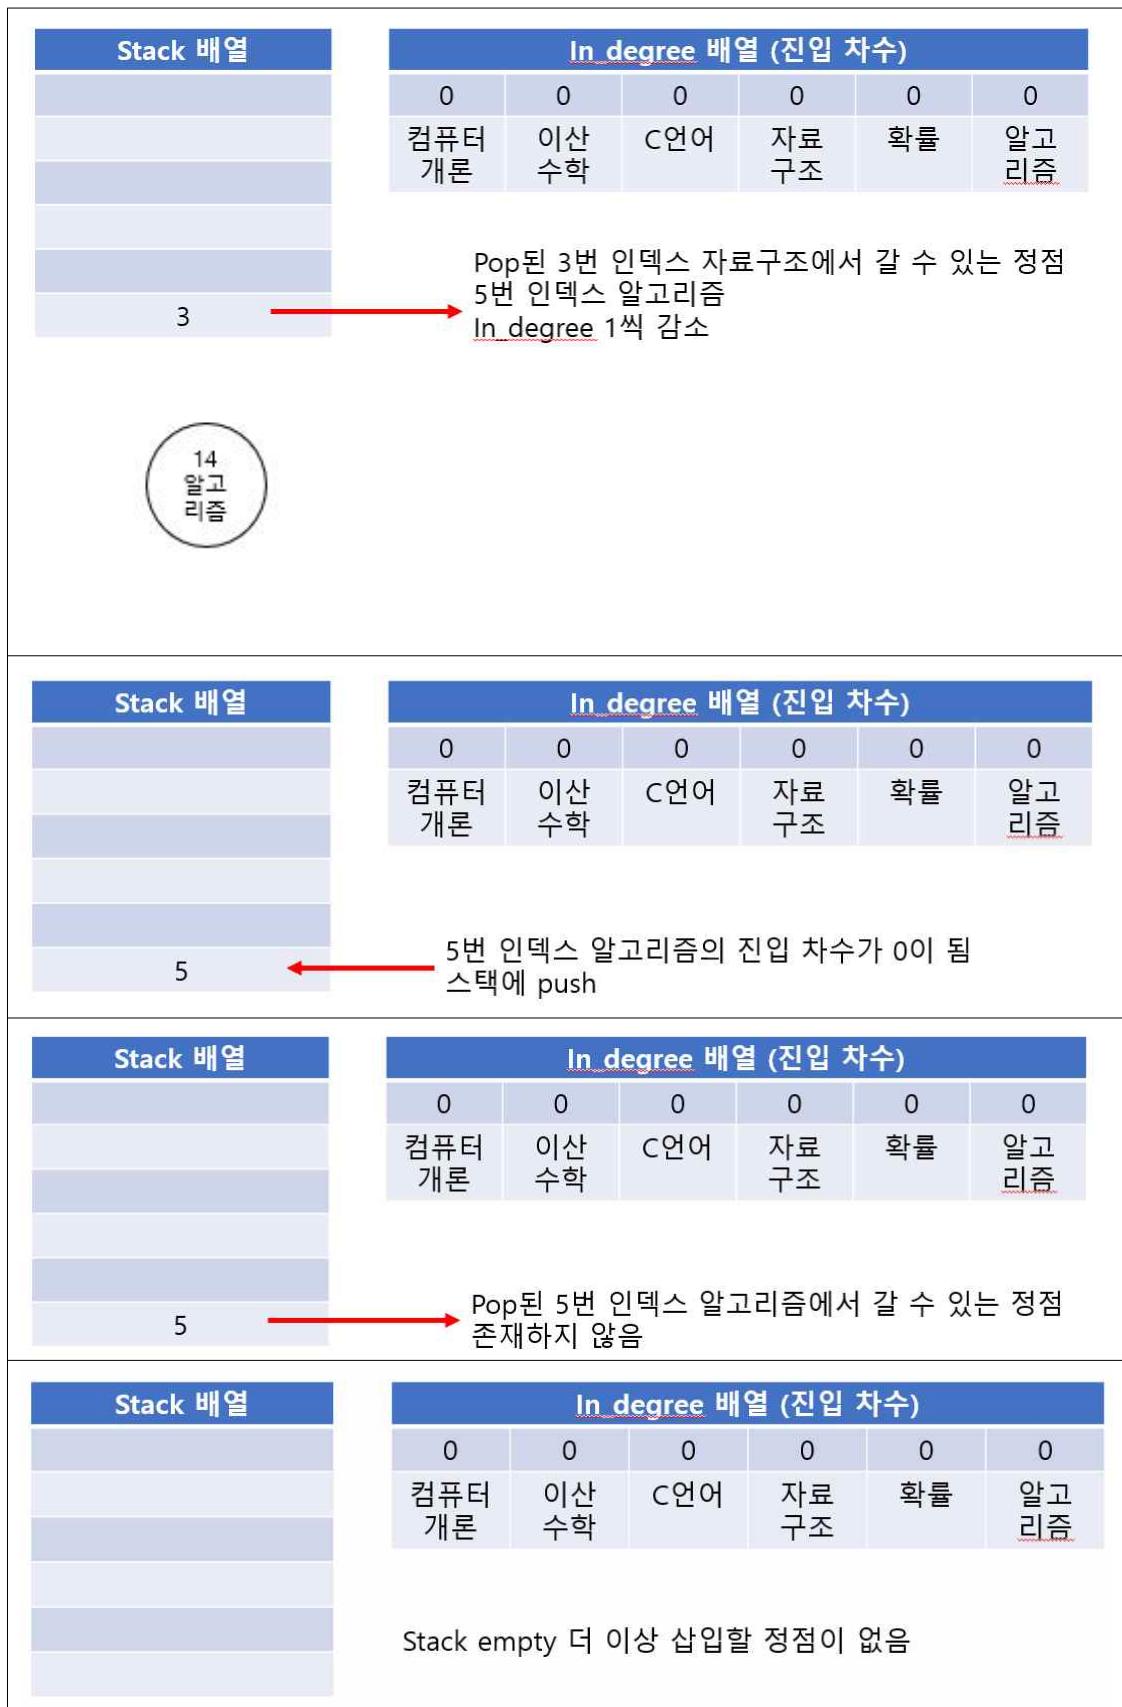 Stack 배열
3
In_degree 배열 (진입 차수)
0 0 0 0 0 0
컴퓨터 이산 C언어 자료 확률 알고
개론 수학 구조 리즘
Pop된 3번 인덱스 자료구조에서 갈 수 있는 정점
5번 인덱스 알고리즘
In_degree 1씩 감소
14
알고
리즘
Stack 배열
5
In_degree 배열 (진입 차수)
0 0 0 0 0 0
컴퓨터 이산 C언어 자료 확률 알고
개론 수학 구조 리즘
5번 인덱스 알고리즘의 진입 차수가 0이 됨
스택에 push
Stack 배열
5
In_degree 배열 (진입 차수)
0 0 0 0 0 0
컴퓨터 이산 C언어 자료 확률 알고
개론 수학 구조 리즘
Pop된 5번 인덱스 알고리즘에서 갈 수 있는 정점
존재하지 않음
Stack 배열
In_degree 배열 (진입 차수)
0 0 0 0 0 0
컴퓨터 이산 C언어 자료 확률 알고
개론 수학 구조 리즘
Stack empty 더 이상 삽입할 정점이 없음